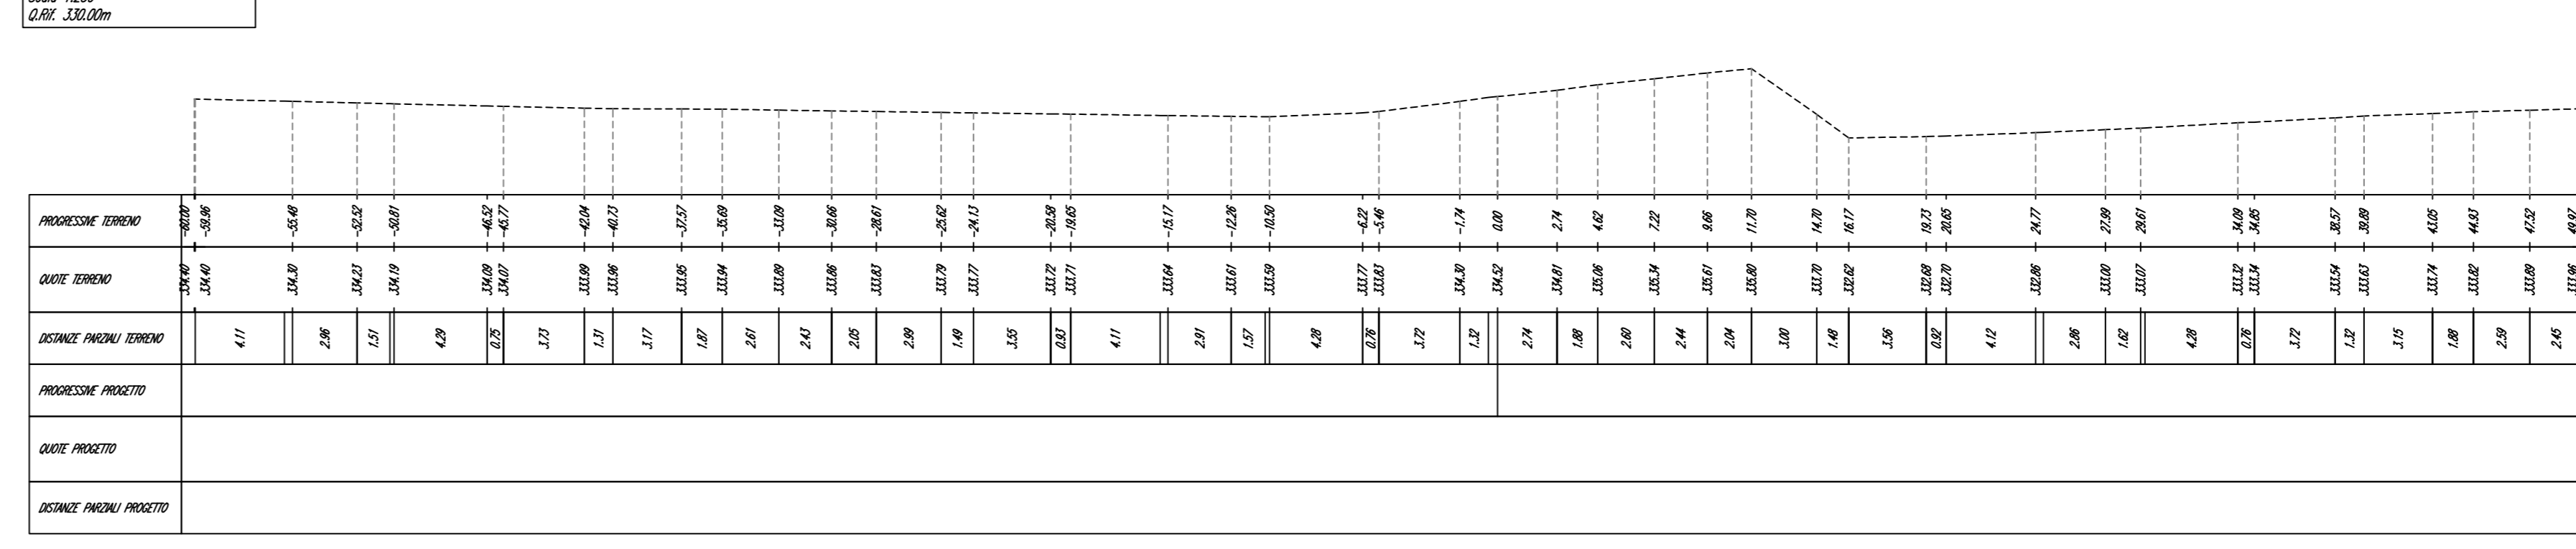 Q.Rif. 330.00m
PROGRESSIVE TERRENO -60.00 -59.96 -55.48 -52.52 -50.81 -46.52 -45.77 -42.04 -40.73 -37.57 -35.69 -33.09 -30.66 -28.61 -25.62 -24.13 -20.58 -19.65 -15.17 -12.26 -10.50 -6.22 -5.46 -1.74 0.00 2.74 4.62 7.22 9.66 11.70 14.70 16.17 19.73 20.65 24.77 27.99 29.61 34.09 34.85 38.57 39.89 43.05 44.93 47.52 49.97
QUOTE TERRENO 334.40 334.40 334.30 334.23 334.19 334.09 334.07 333.99 333.96 333.95 333.94 333.89 333.86 333.83 333.79 333.77 333.72 333.71 333.64 333.61 333.59 333.77 333.83 334.30 334.52 334.81 335.06 335.34 335.61 335.80 333.70 332.62 332.68 332.70 332.86 333.00 333.07 333.32 333.34 333.54 333.63 333.74 333.82 333.89 333.96
DISTANZE PARZIALI TERRENO 4.11 2.96 1.51 4.29 0.75 3.73 1.31 3.17 1.87 2.61 2.43 2.05 2.99 1.49 3.55 0.93 4.11 2.91 1.57 4.28 0.76 3.72 1.32 2.74 1.88 2.60 2.44 2.04 3.00 1.48 3.56 0.92 4.12 2.86 1.62 4.28 0.76 3.72 1.32 3.15 1.88 2.59 2.45
PROGRESSIVE PROGETTO
QUOTE PROGETTO
DISTANZE PARZIALI PROGETTO